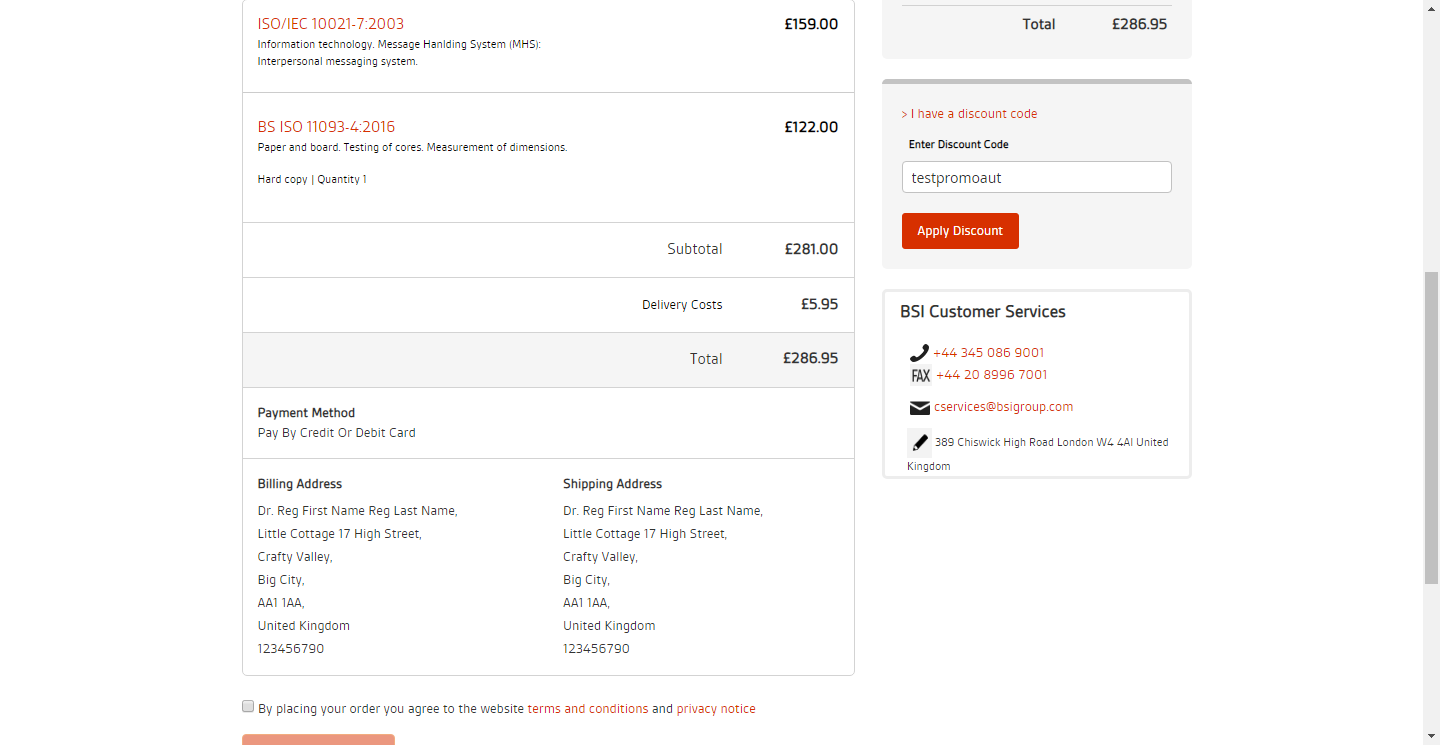 ISO/IEC 10021-7:2003 £159.00
Information technology. Message Hanlding System (MHS):
Interpersonal messaging system.
BS ISO 11093-4:2016 £122.00
Paper and board. Testing of cores. Measurement of dimensions.
Hard copy | Quantity 1
Subtotal £281.00
Delivery Costs £5.95
Total £286.95
Payment Method
Pay By Credit Or Debit Card
Billing Address
Dr. Reg First Name Reg Last Name,
Little Cottage 17 High Street,
Crafty Valley,
Big City,
AA1 1AA,
United Kingdom
123456790
Shipping Address
Dr. Reg First Name Reg Last Name,
Little Cottage 17 High Street,
Crafty Valley,
Big City,
AA1 1AA,
United Kingdom
123456790
By placing your order you agree to the website terms and conditions and privacy notice
Total £286.95
> I have a discount code
Enter Discount Code
testpromoaut
Apply Discount
BSI Customer Services
+44 345 086 9001
FAX +44 20 8996 7001
cservices@bsigroup.com
389 Chiswick High Road London W4 4Al United
Kingdom